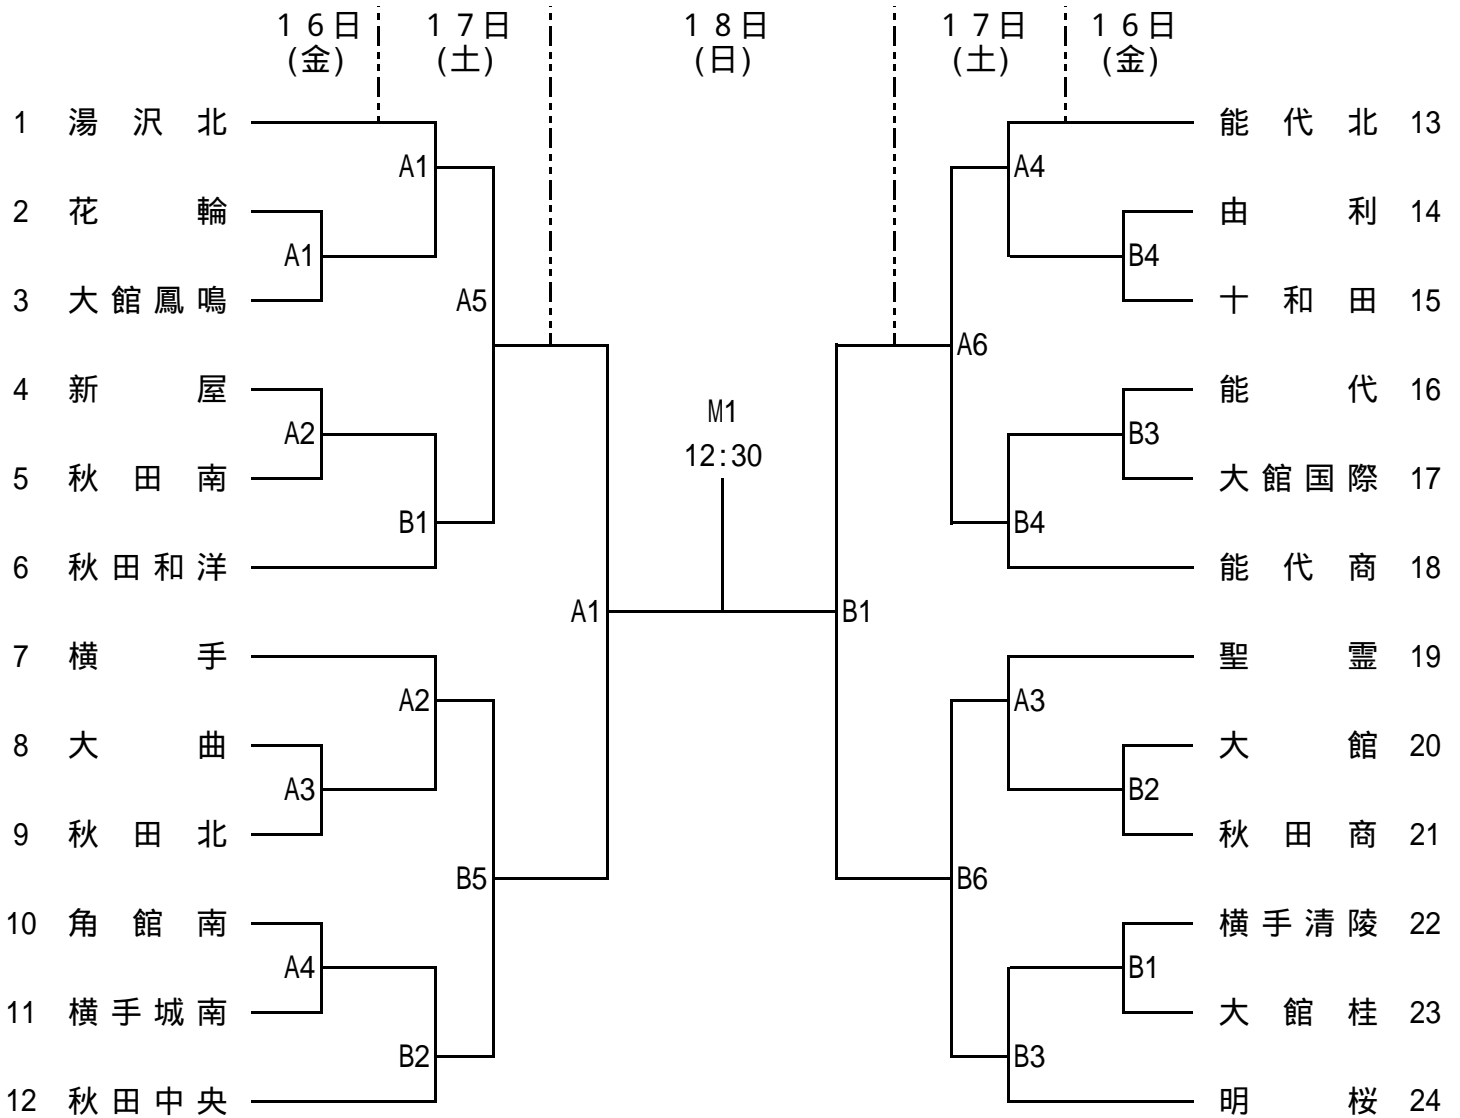 16日 17日 18日 17日 16日
(金) (土) (日) (土) (金)
1 湯沢北 能代北 13
A1 A4
2 花輪 由利 14
A1 B4
3 大館鳳鳴 A5 十和田 15
A6
4 新屋 能代 16
M1
A2 B3
12:30
5 秋田南 大館国際 17
B1 B4
6 秋田和洋 能代商 18
A1 B1
7 横手 聖霊 19
A2 A3
8 大曲 大館 20
A3 B2
9 秋田北 秋田商 21
B5 B6
10 角館南 横手清陵 22
A4 B1
11 横手城南 大館桂 23
B2 B3
12 秋田中央 明桜 24